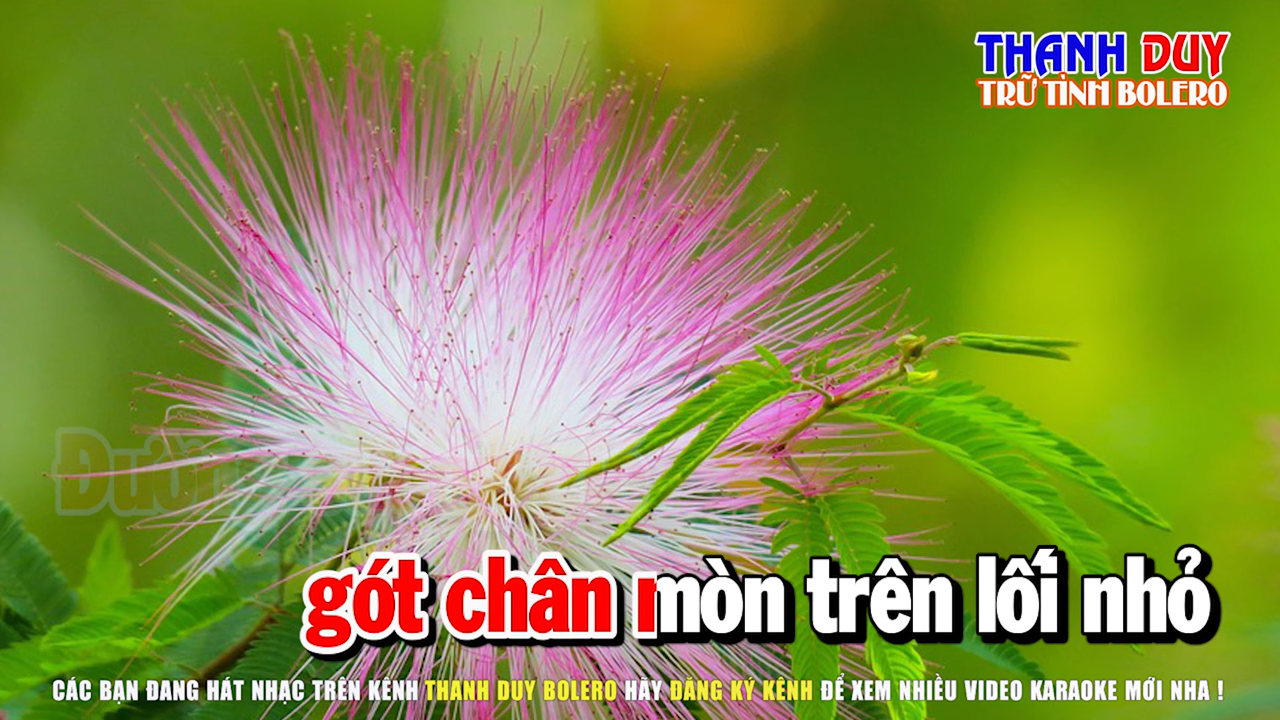 THANH DUY
TRỮ TÌNH BOLERO
gót chân mòn trên lối nhỏ
CÁC BẠN ĐANG HÁT NHẠC TRÊN KÊNH THANH DUY BOLERO HÃY ĐĂNG KÝ KÊNH ĐỂ XEM NHIỀU VIDEO KARAOKE MỚI NHA !